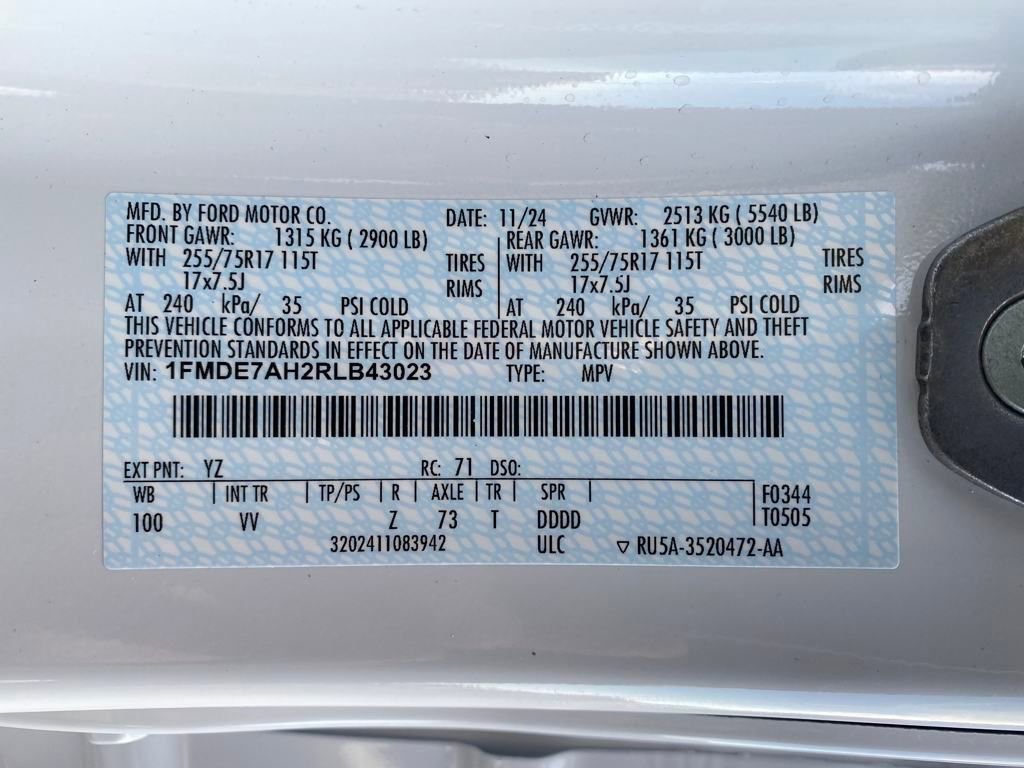 MFD. BY FORD MOTOR CO. DATE: 11/24 GVWR: 2513 KG ( 5540 LB)
FRONT GAWR: 1315 KG ( 2900 LB) REAR GAWR: 1361 KG ( 3000 LB)
WITH 255/75R17 115T TIRES WITH 255/75R17 115T TIRES
17x7.5J RIMS 17x7.5J RIMS
AT 240 kPa/ 35 PSI COLD AT 240 kPa/ 35 PSI COLD
THIS VEHICLE CONFORMS TO ALL APPLICABLE FEDERAL MOTOR VEHICLE SAFETY AND THEFT
PREVENTION STANDARDS IN EFFECT ON THE DATE OF MANUFACTURE SHOWN ABOVE.
VIN: 1FMDE7AH2RLB43023 TYPE: MPV
EXT PNT: YZ RC: 71 DSO:
WB | INT TR | TP/PS | R | AXLE | TR | SPR | F0344
100 VV Z 73 T DDDD T0505
3202411083942 ULC ▽ RU5A-3520472-AA